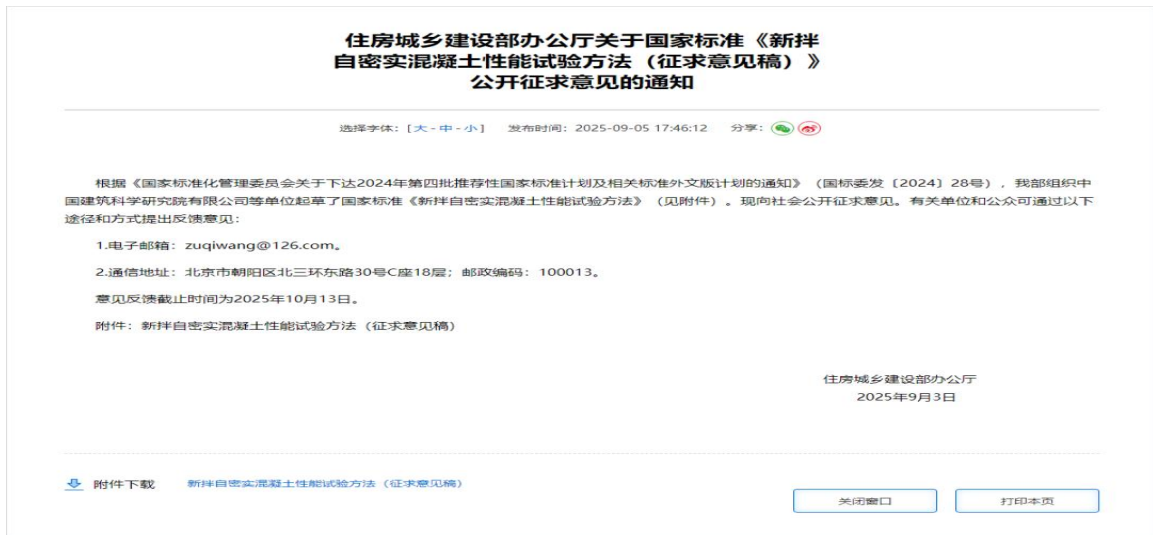 住房城乡建设部办公厅关于国家标准《新拌
自密实混凝土性能试验方法（征求意见稿）》
公开征求意见的通知
选择字体：[大-中-小] 发布时间：2025-09-05 17:46:12 分享：
根据《国家标准化管理委员会关于下达2024年第四批推荐性国家标准计划及相关标准外文版计划的通知》（国标委发〔2024〕28号），我部组织中
国建筑科学研究院有限公司等单位起草了国家标准《新拌自密实混凝土性能试验方法》（见附件）。现向社会公开征求意见。有关单位和公众可通过以下
途径和方式提出反馈意见：
1.电子邮箱：zuqiwang@126.com。
2.通信地址：北京市朝阳区北三环东路30号C座18层；邮政编码：100013。
意见反馈截止时间为2025年10月13日。
附件：新拌自密实混凝土性能试验方法（征求意见稿）
住房城乡建设部办公厅
2025年9月3日
附件下载 新拌自密实混凝土性能试验方法（征求意见稿）
关闭窗口 打印本页